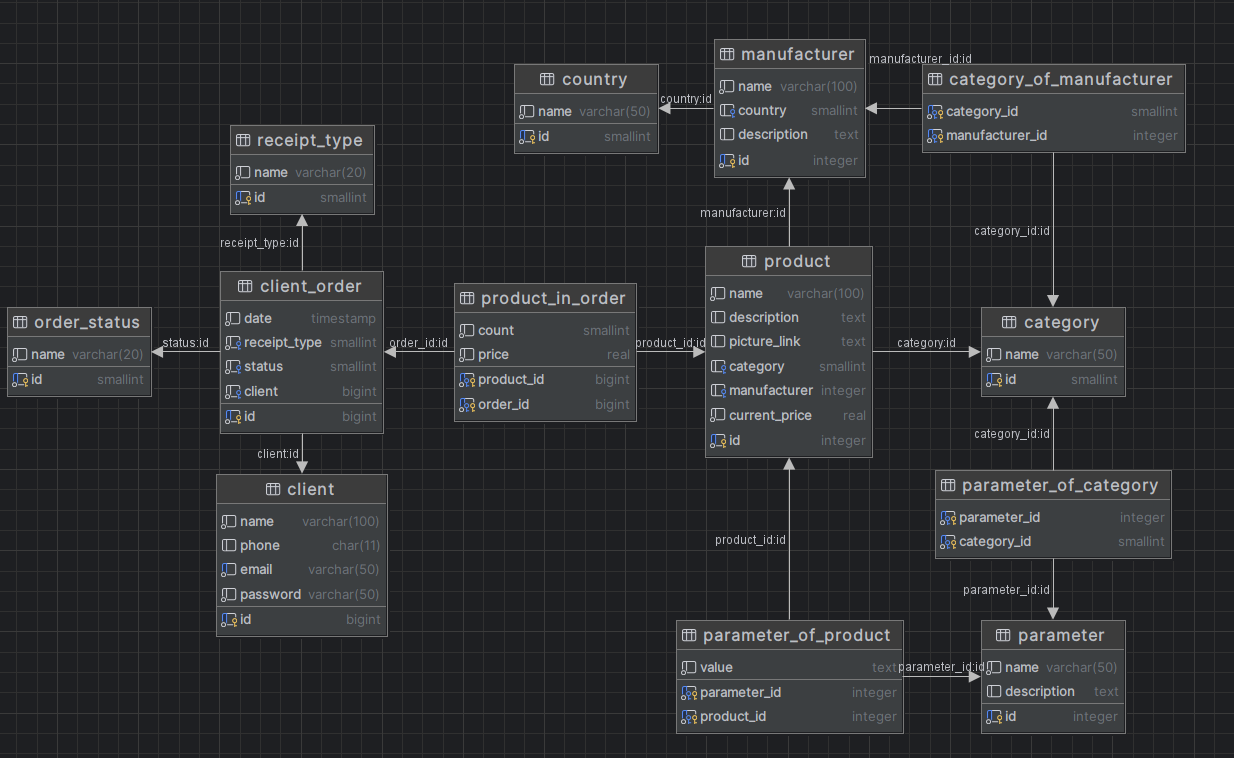 manufacturer
name varchar(100)
country smallint
description text
id integer
manufacturer_id:id
category_of_manufacturer
category_id smallint
manufacturer_id integer
country
name varchar(50)
id smallint
country:id
receipt_type
name varchar(20)
id smallint
manufacturer:id
category_id:id
receipt_type:id
product
name varchar(100)
description text
picture_link text
category smallint
manufacturer integer
current_price real
id integer
client_order
date timestamp
receipt_type smallint
status smallint
client bigint
id bigint
product_in_order
count smallint
price real
product_id bigint
order_id bigint
order_status
name varchar(20)
id smallint
status:id
order_id:id
product_id:id
category:id
category
name varchar(50)
id smallint
category_id:id
client:id
client
name varchar(100)
phone char(11)
email varchar(50)
password varchar(50)
id bigint
parameter_of_category
parameter_id integer
category_id smallint
product_id:id
parameter_id:id
parameter_of_product
value text
parameter_id integer
product_id integer
parameter_id:id
parameter
name varchar(50)
description text
id integer